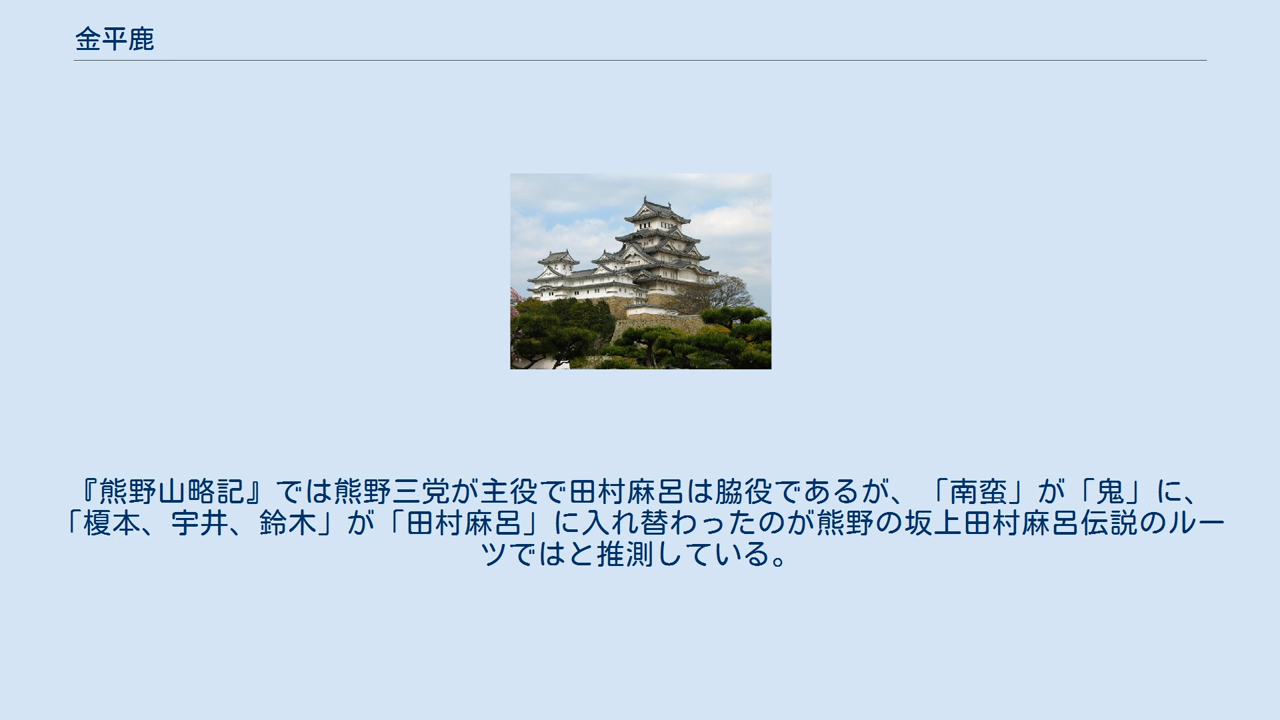 金平鹿
『熊野山略記』では熊野三党が主役で田村麻呂は脇役であるが、「南蛮」が「鬼」に、
「榎本、宇井、鈴木」が「田村麻呂」に入れ替わったのが熊野の坂上田村麻呂伝説のルー
ツではと推測している。